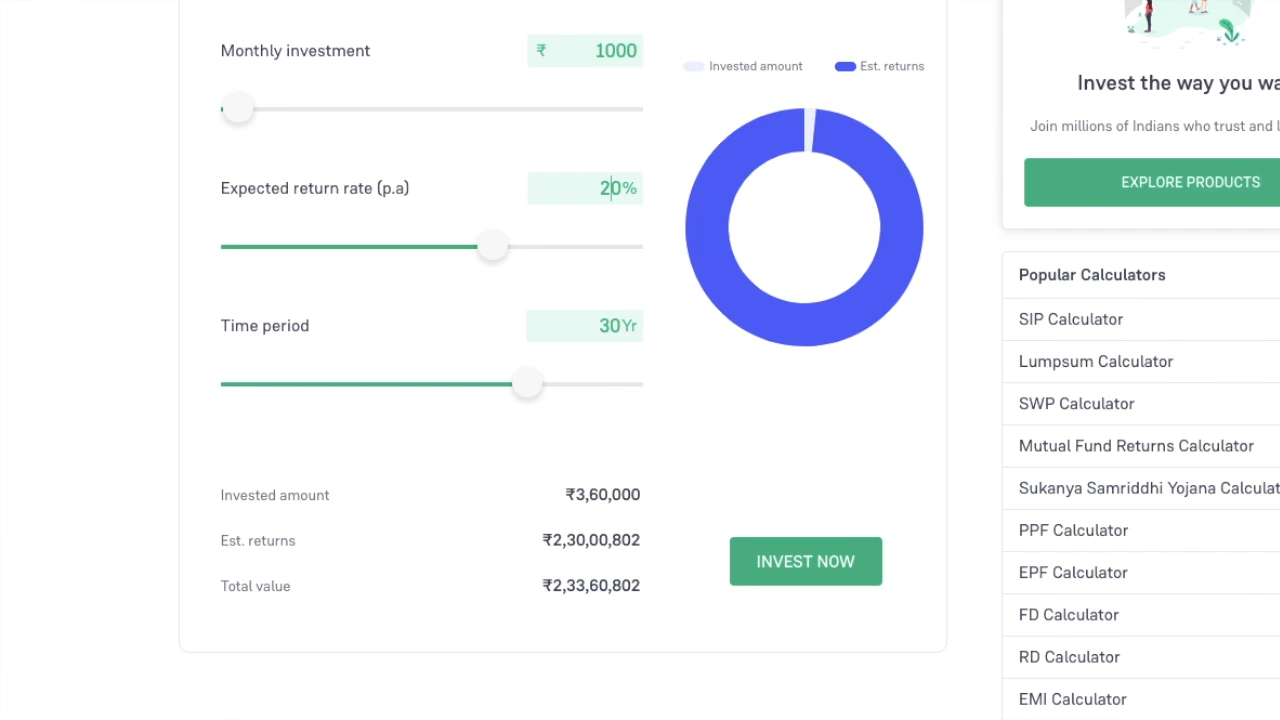 Monthly investment
₹ 1000
Expected return rate (p.a)
20%
Time period
30Yr
Invested amount ₹3,60,000
Est. returns ₹2,30,00,802
Total value ₹2,33,60,802
Invested amount Est. returns
INVEST NOW
Invest the way you wa
Join millions of Indians who trust and l
EXPLORE PRODUCTS
Popular Calculators
SIP Calculator
Lumpsum Calculator
SWP Calculator
Mutual Fund Returns Calculator
Sukanya Samriddhi Yojana Calculat
PPF Calculator
EPF Calculator
FD Calculator
RD Calculator
EMI Calculator